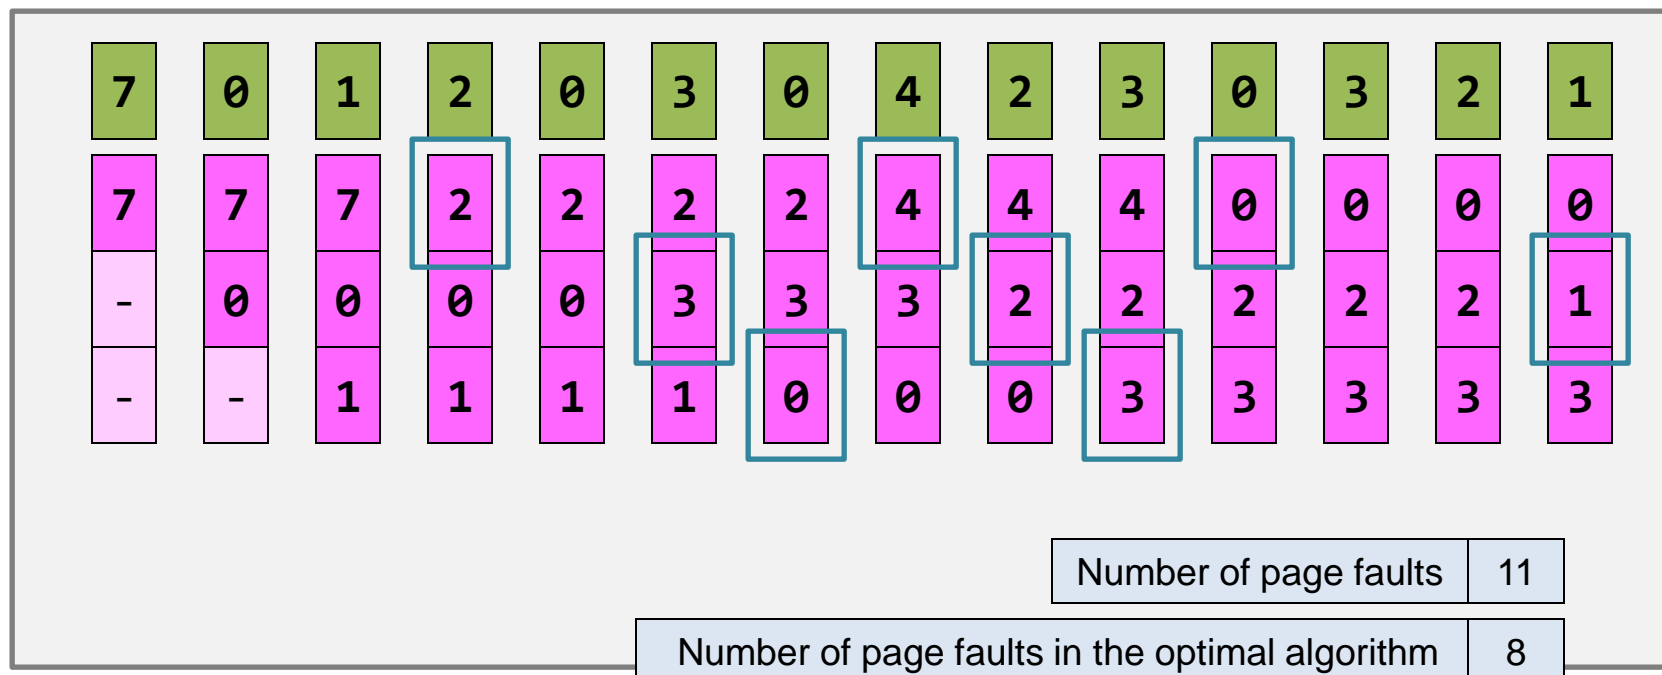 7 0 1 2 0 3 0 4 2 3 0 3 2 1
7 7 7 2 2 2 2 4 4 4 0 0 0 0
- 0 0 0 0 3 3 3 2 2 2 2 2 1
- - 1 1 1 1 0 0 0 3 3 3 3 3
Number of page faults 11
Number of page faults in the optimal algorithm 8